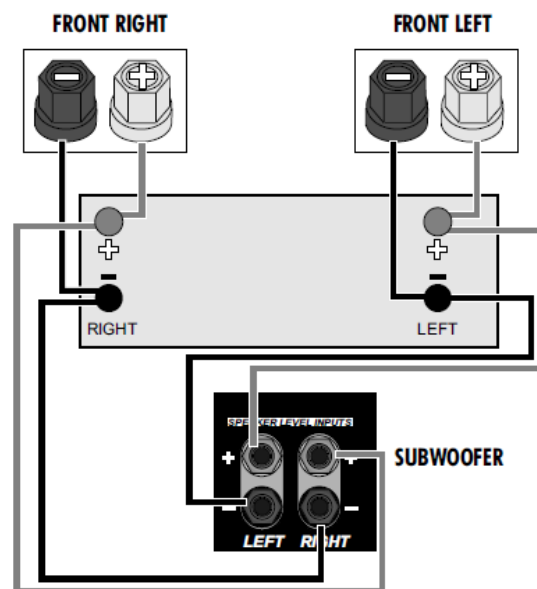 FRONT RIGHT FRONT LEFT
− + − +
+ +
− −
RIGHT LEFT
SPEAKER LEVEL INPUTS
+ +
SUBWOOFER
− −
LEFT RIGHT